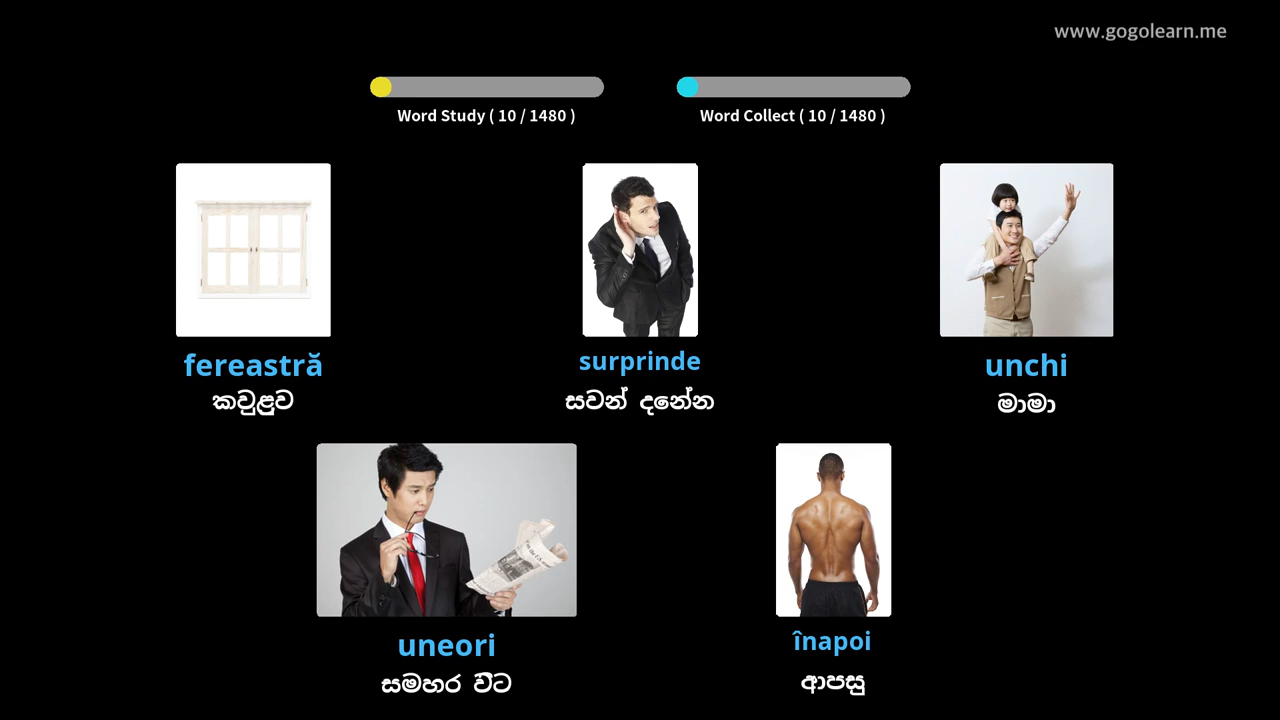 www.gogolearn.me
Word Study ( 10 / 1480 )
Word Collect ( 10 / 1480 )
fereastră
කවුළුව
surprinde
සවන් දනේන
unchi
මාමා
uneori
සමහර විට
înapoi
ආපසු